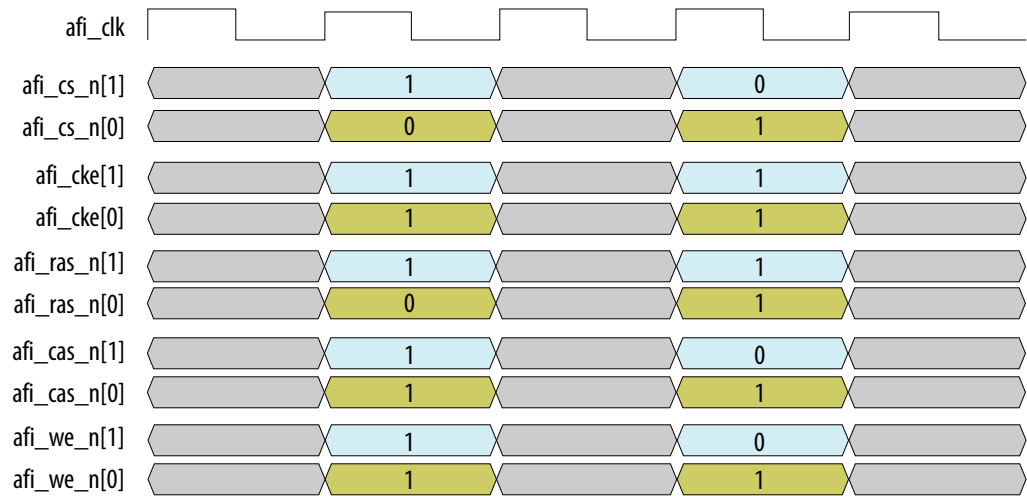 afi_clk
afi_cs_n[1] 1 0
afi_cs_n[0] 0 1
afi_cke[1] 1 1
afi_cke[0] 1 1
afi_ras_n[1] 1 1
afi_ras_n[0] 0 1
afi_cas_n[1] 1 0
afi_cas_n[0] 1 1
afi_we_n[1] 1 0
afi_we_n[0] 1 1